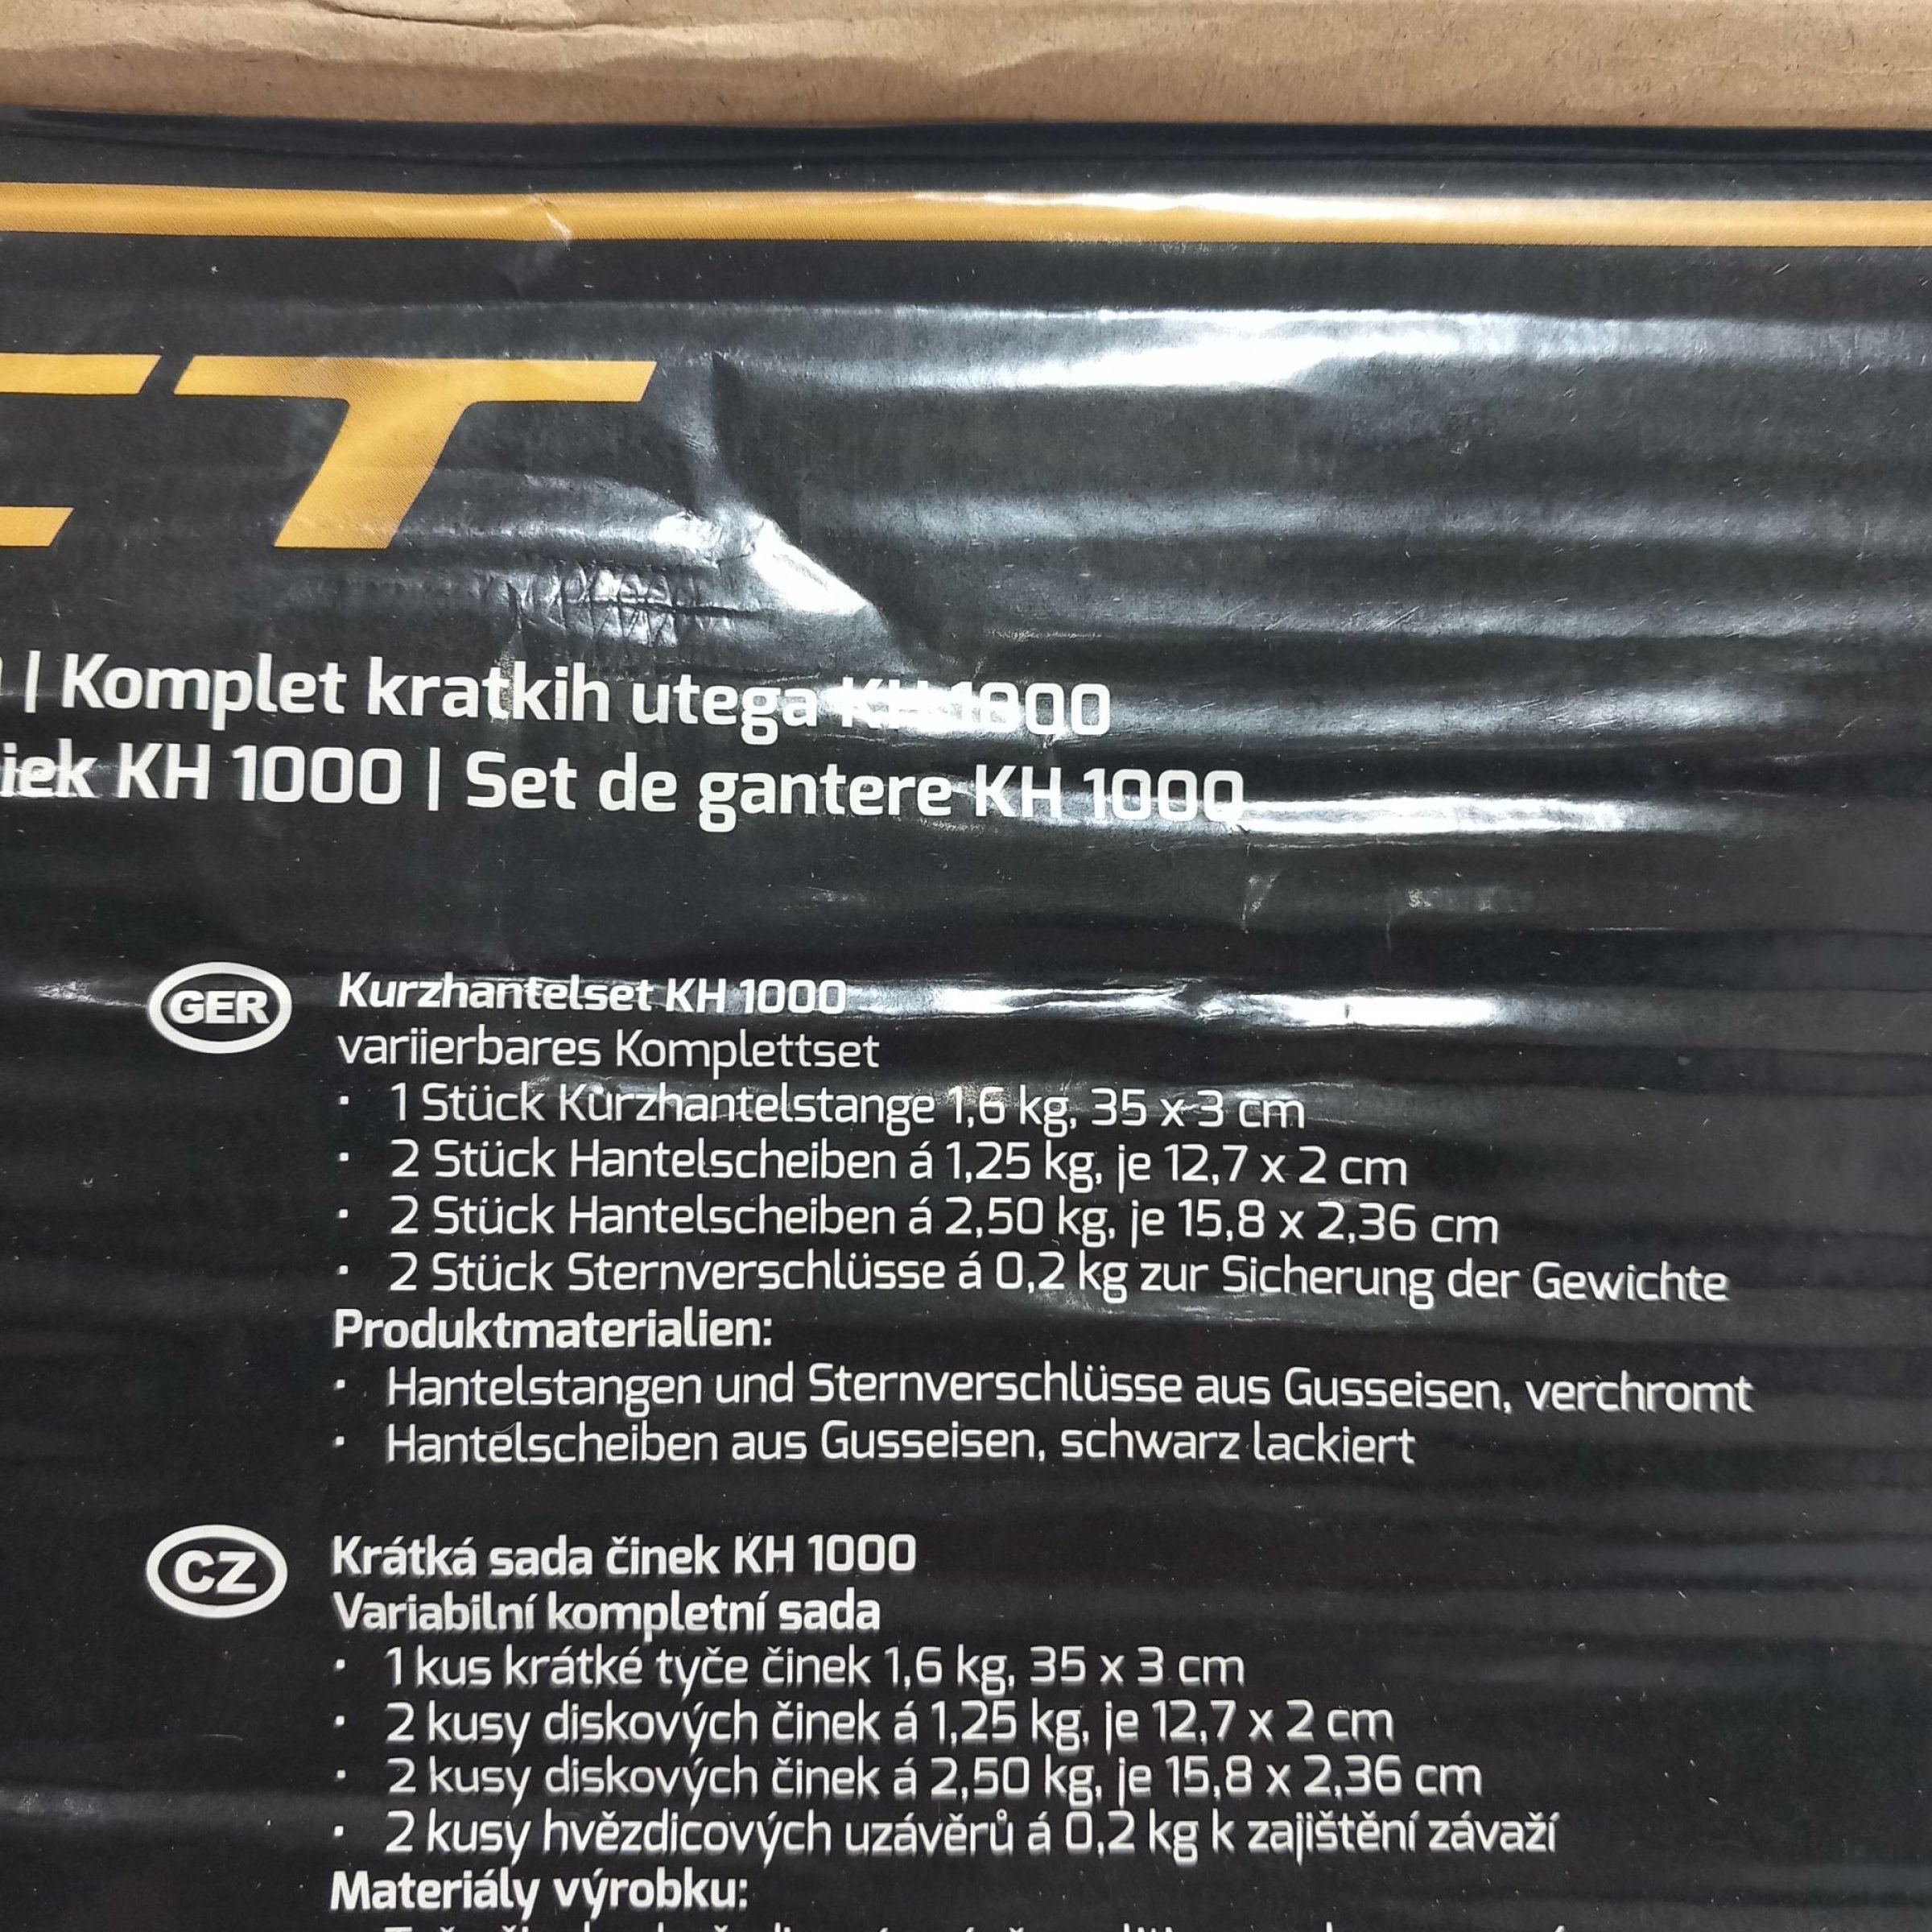 T
| Komplet kratkih utega KH 1000
iek KH 1000 | Set de gantere KH 1000
GER
Kurzhantelset KH 1000
variierbares Komplettset
· 1 Stück Kurzhantelstange 1,6 kg, 35 x 3 cm
· 2 Stück Hantelscheiben á 1,25 kg, je 12,7 x 2 cm
· 2 Stück Hantelscheiben á 2,50 kg, je 15,8 x 2,36 cm
· 2 Stück Sternverschlüsse á 0,2 kg zur Sicherung der Gewichte
Produktmaterialien:
· Hantelstangen und Sternverschlüsse aus Gusseisen, verchromt
· Hantelscheiben aus Gusseisen, schwarz lackiert
CZ
Krátká sada činek KH 1000
Variabilní kompletní sada
· 1 kus krátké tyče činek 1,6 kg, 35 x 3 cm
· 2 kusy diskových činek á 1,25 kg, je 12,7 x 2 cm
· 2 kusy diskových činek á 2,50 kg, je 15,8 x 2,36 cm
· 2 kusy hvězdicových uzávěrů á 0,2 kg k zajištění závaží
Materiály výrobku: